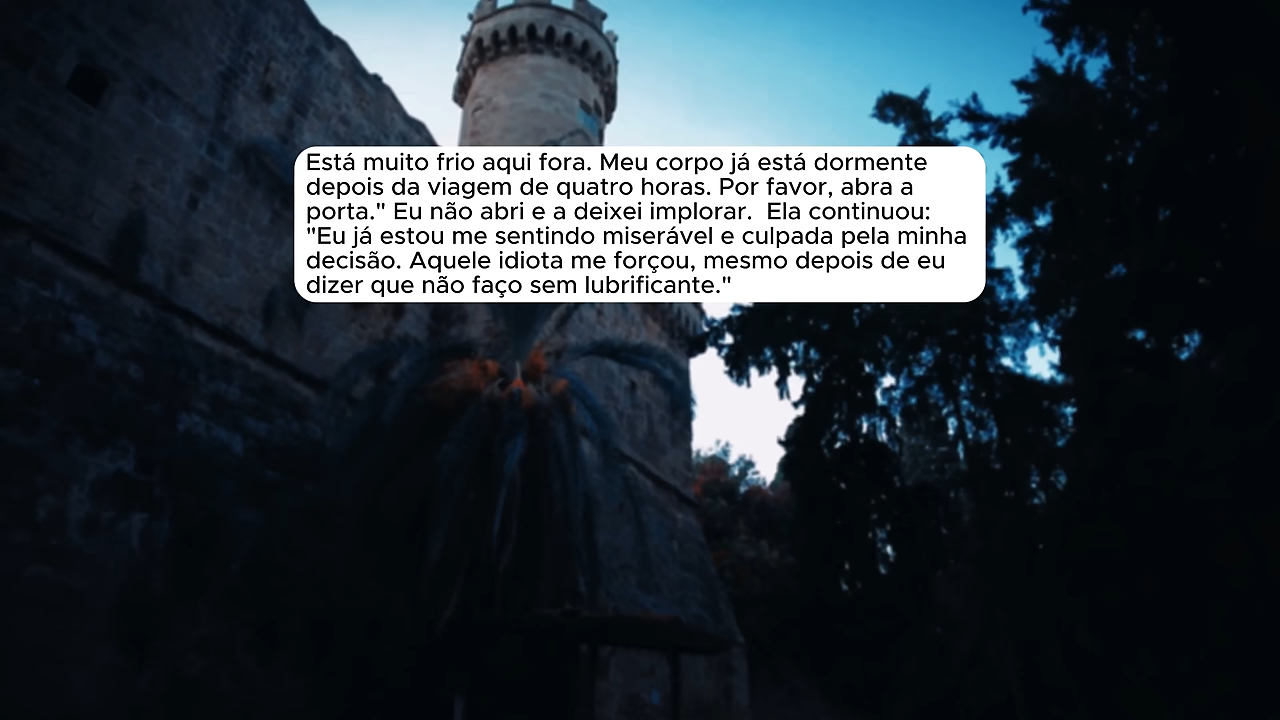 Está muito frio aqui fora. Meu corpo já está dormente
depois da viagem de quatro horas. Por favor, abra a
porta." Eu não abri e a deixei implorar.  Ela continuou:
"Eu já estou me sentindo miserável e culpada pela minha
decisão. Aquele idiota me forçou, mesmo depois de eu
dizer que não faço sem lubrificante."